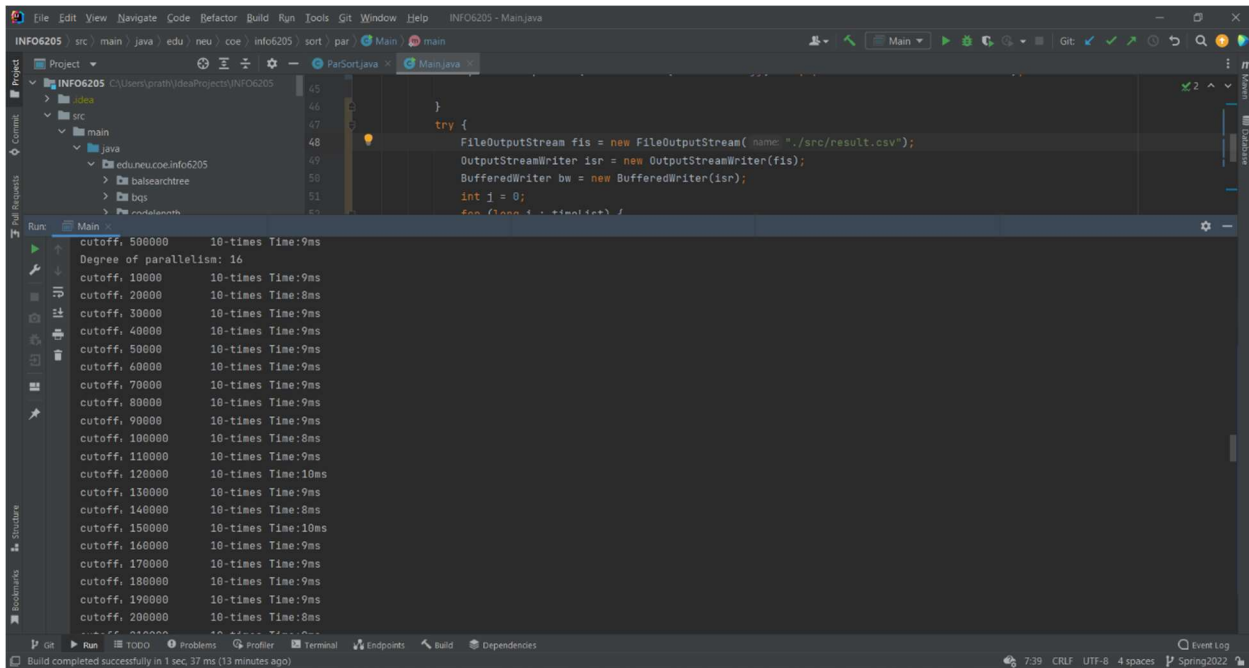 File Edit View Navigate Code Refactor Build Run Tools Git Window Help INFO6205 - Main.java
INFO6205 src main java edu neu coe info6205 sort par Main main Main Git:
Project ParSort.java Main.java
INFO6205 C:\Users\prath\IdeaProjects\INFO6205
.idea
src
main
java
edu.neu.coe.info6205
balsearchtree
bqs
codelength
45
46 }
47 try {
48 FileOutputStream fis = new FileOutputStream( name: "./src/result.csv");
49 OutputStreamWriter isr = new OutputStreamWriter(fis);
50 BufferedWriter bw = new BufferedWriter(isr);
51 int j = 0;
52 for (long i : timeList) {
2
Project
Commit
Pull Requests
Structure
Bookmarks
Maven
Database
Run: Main
cutoff: 500000 10-times Time:9ms
Degree of parallelism: 16
cutoff: 10000 10-times Time:9ms
cutoff: 20000 10-times Time:8ms
cutoff: 30000 10-times Time:9ms
cutoff: 40000 10-times Time:9ms
cutoff: 50000 10-times Time:9ms
cutoff: 60000 10-times Time:9ms
cutoff: 70000 10-times Time:9ms
cutoff: 80000 10-times Time:9ms
cutoff: 90000 10-times Time:9ms
cutoff: 100000 10-times Time:8ms
cutoff: 110000 10-times Time:9ms
cutoff: 120000 10-times Time:10ms
cutoff: 130000 10-times Time:9ms
cutoff: 140000 10-times Time:8ms
cutoff: 150000 10-times Time:10ms
cutoff: 160000 10-times Time:9ms
cutoff: 170000 10-times Time:9ms
cutoff: 180000 10-times Time:9ms
cutoff: 190000 10-times Time:9ms
cutoff: 200000 10-times Time:8ms
Git Run TODO Problems Profiler Terminal Endpoints Build Dependencies Event Log
Build completed successfully in 1 sec, 37 ms (13 minutes ago) 7:39 CRLF UTF-8 4 spaces Spring2022